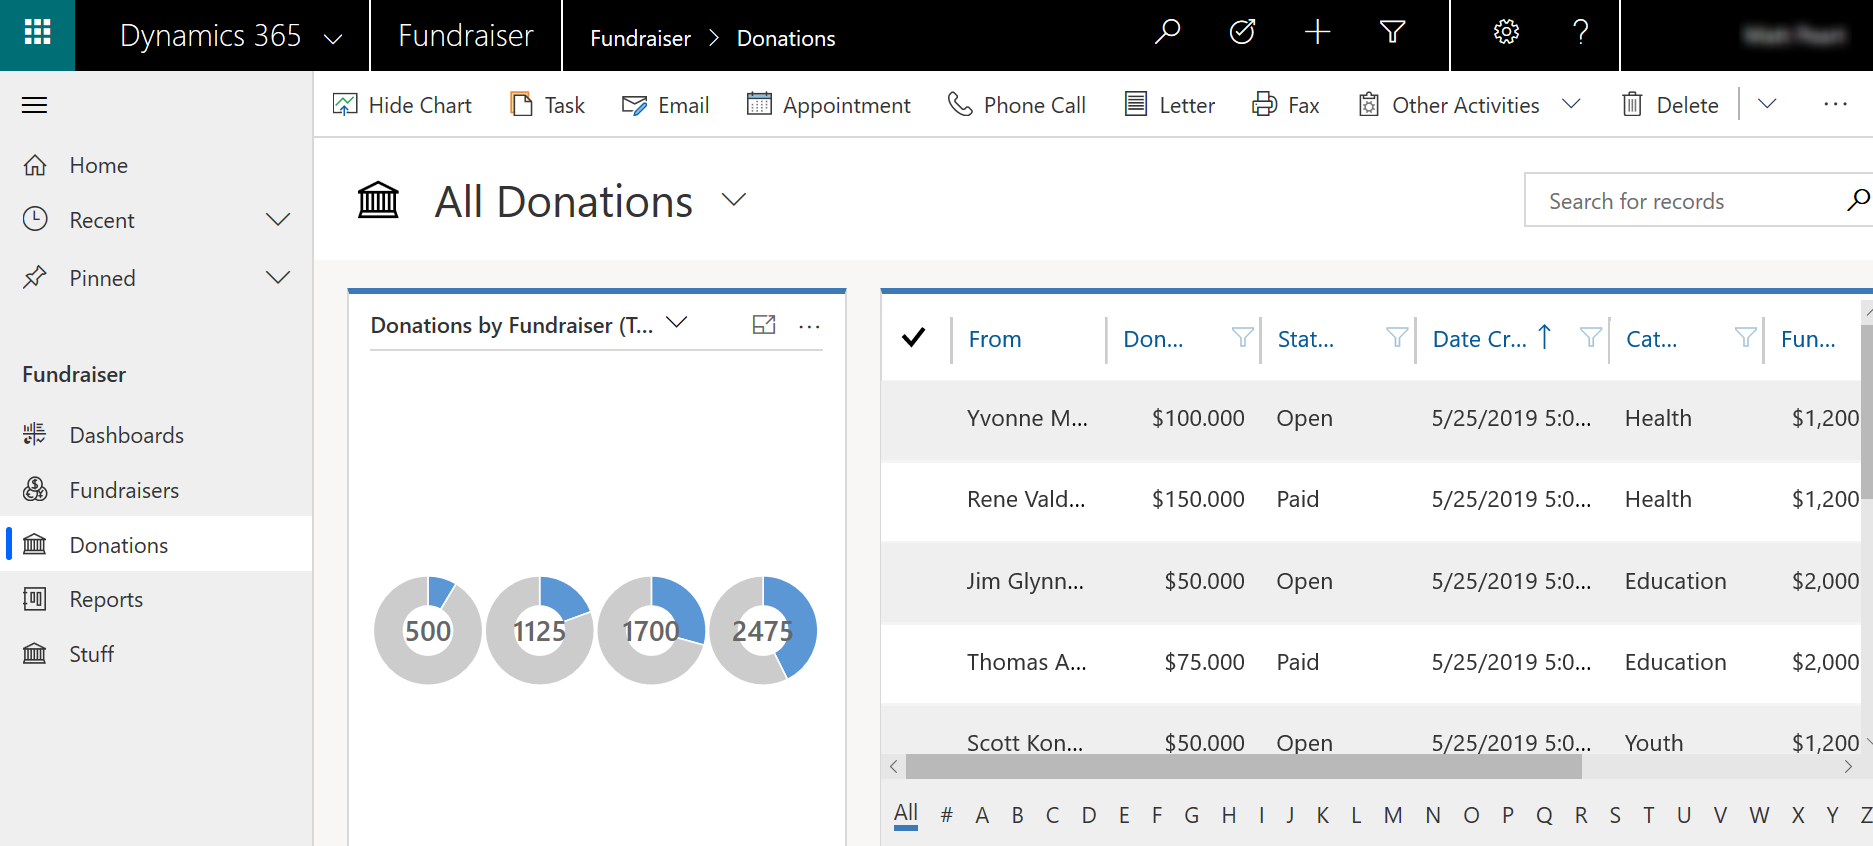 Dynamics 365 Fundraiser Fundraiser > Donations ?
Hide Chart Task Email Appointment Phone Call Letter Fax Other Activities Delete ...
Home
Recent
Pinned
Fundraiser
Dashboards
Fundraisers
Donations
Reports
Stuff
All Donations
Search for records
Donations by Fundraiser (T... ...
500 1125 1700 2475
From Don... Stat... Date Cr... ↑ Cat... Fun...
Yvonne M... $100.000 Open 5/25/2019 5:0... Health $1,200
Rene Vald... $150.000 Paid 5/25/2019 5:0... Health $1,200
Jim Glynn... $50.000 Open 5/25/2019 5:0... Education $2,000
Thomas A... $75.000 Paid 5/25/2019 5:0... Education $2,000
Scott Kon... $50.000 Open 5/25/2019 5:0... Youth $1,200
All # A B C D E F G H I J K L M N O P Q R S T U V W X Y Z